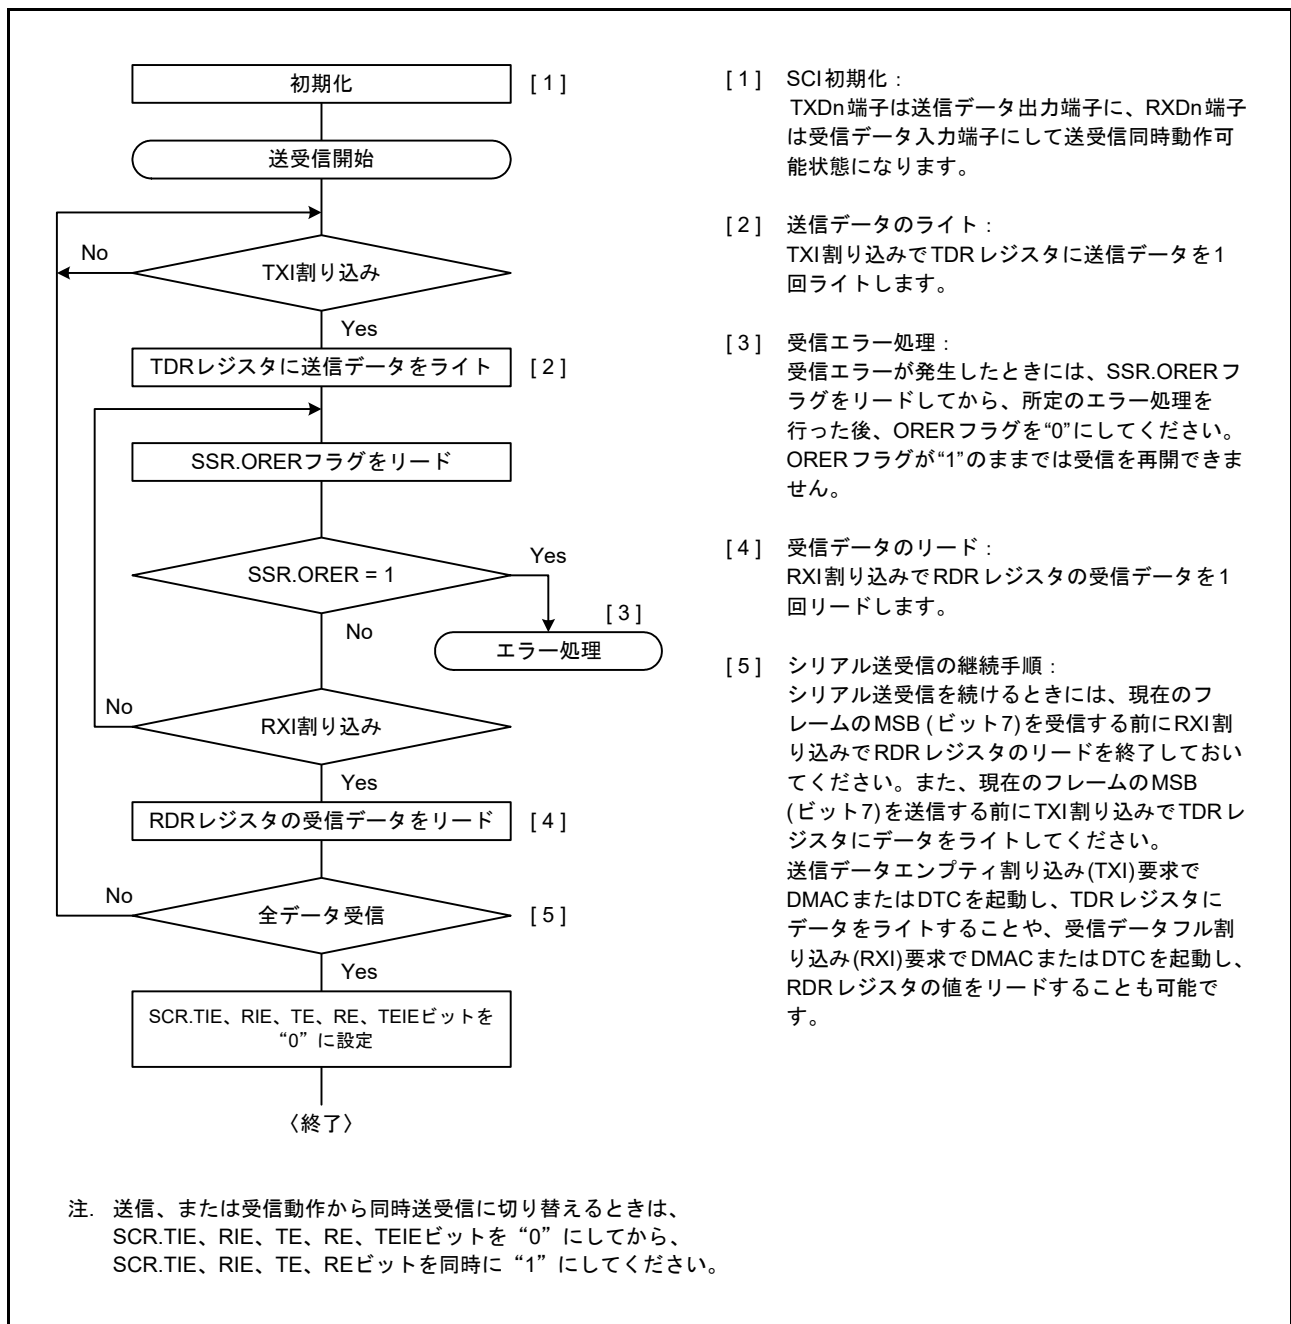 初期化
[ 1 ]
送受信開始
No
TXI割り込み
Yes
TDRレジスタに送信データをライト
[ 2 ]
SSR.ORERフラグをリード
SSR.ORER = 1
Yes
[ 3 ]
No
エラー処理
No
RXI割り込み
Yes
RDRレジスタの受信データをリード
[ 4 ]
No
全データ受信
[ 5 ]
Yes
SCR.TIE、RIE、TE、RE、TEIEビットを
“0”に設定
〈終了〉
[ 1 ] SCI初期化：
TXDn端子は送信データ出力端子に、RXDn端子
は受信データ入力端子にして送受信同時動作可
能状態になります。
[ 2 ] 送信データのライト：
TXI割り込みでTDRレジスタに送信データを1
回ライトします。
[ 3 ] 受信エラー処理：
受信エラーが発生したときには、SSR.ORERフ
ラグをリードしてから、所定のエラー処理を
行った後、ORERフラグを“0”にしてください。
ORERフラグが“1”のままでは受信を再開できま
せん。
[ 4 ] 受信データのリード：
RXI割り込みでRDRレジスタの受信データを1
回リードします。
[ 5 ] シリアル送受信の継続手順：
シリアル送受信を続けるときには、現在のフ
レームのMSB (ビット7)を受信する前にRXI割
り込みでRDRレジスタのリードを終了しておい
てください。また、現在のフレームのMSB
(ビット7)を送信する前にTXI割り込みでTDRレ
ジスタにデータをライトしてください。
送信データエンプティ割り込み(TXI)要求で
DMACまたはDTCを起動し、TDRレジスタに
データをライトすることや、受信データフル割
り込み(RXI)要求でDMACまたはDTCを起動し、
RDRレジスタの値をリードすることも可能で
す。
注. 送信、または受信動作から同時送受信に切り替えるときは、
SCR.TIE、RIE、TE、RE、TEIEビットを“0”にしてから、
SCR.TIE、RIE、TE、REビットを同時に“1”にしてください。